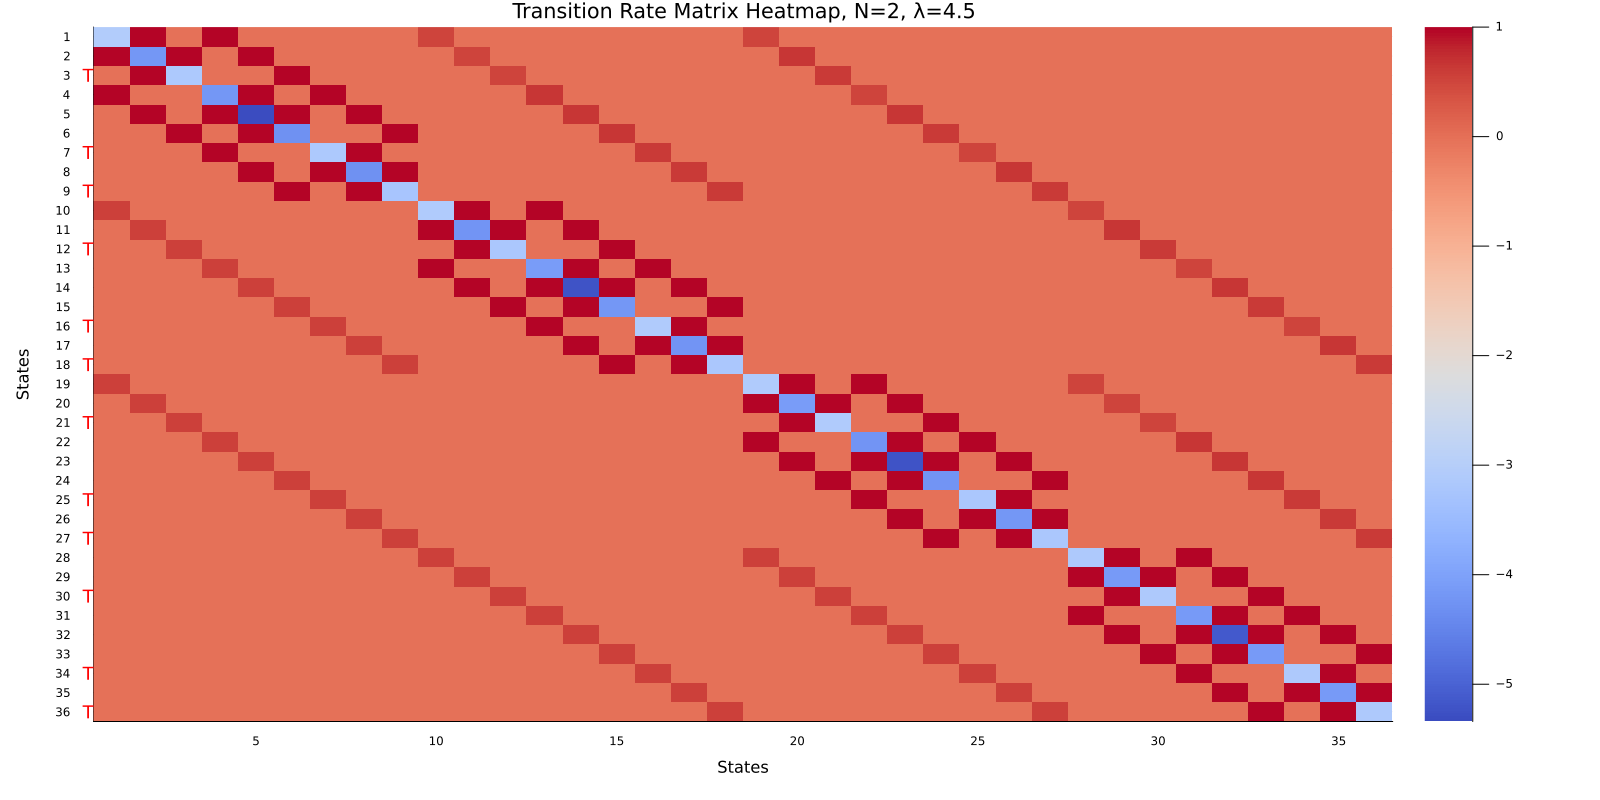 Transition Rate Matrix Heatmap, N=2, λ=4.5
States
1
2
3 T
4
5
6
7 T
8
9 T
10
11
12 T
13
14
15
16 T
17
18 T
19
20
21 T
22
23
24
25 T
26
27 T
28
29
30 T
31
32
33
34 T
35
36 T
5 10 15 20 25 30 35
States
1
0
−1
−2
−3
−4
−5